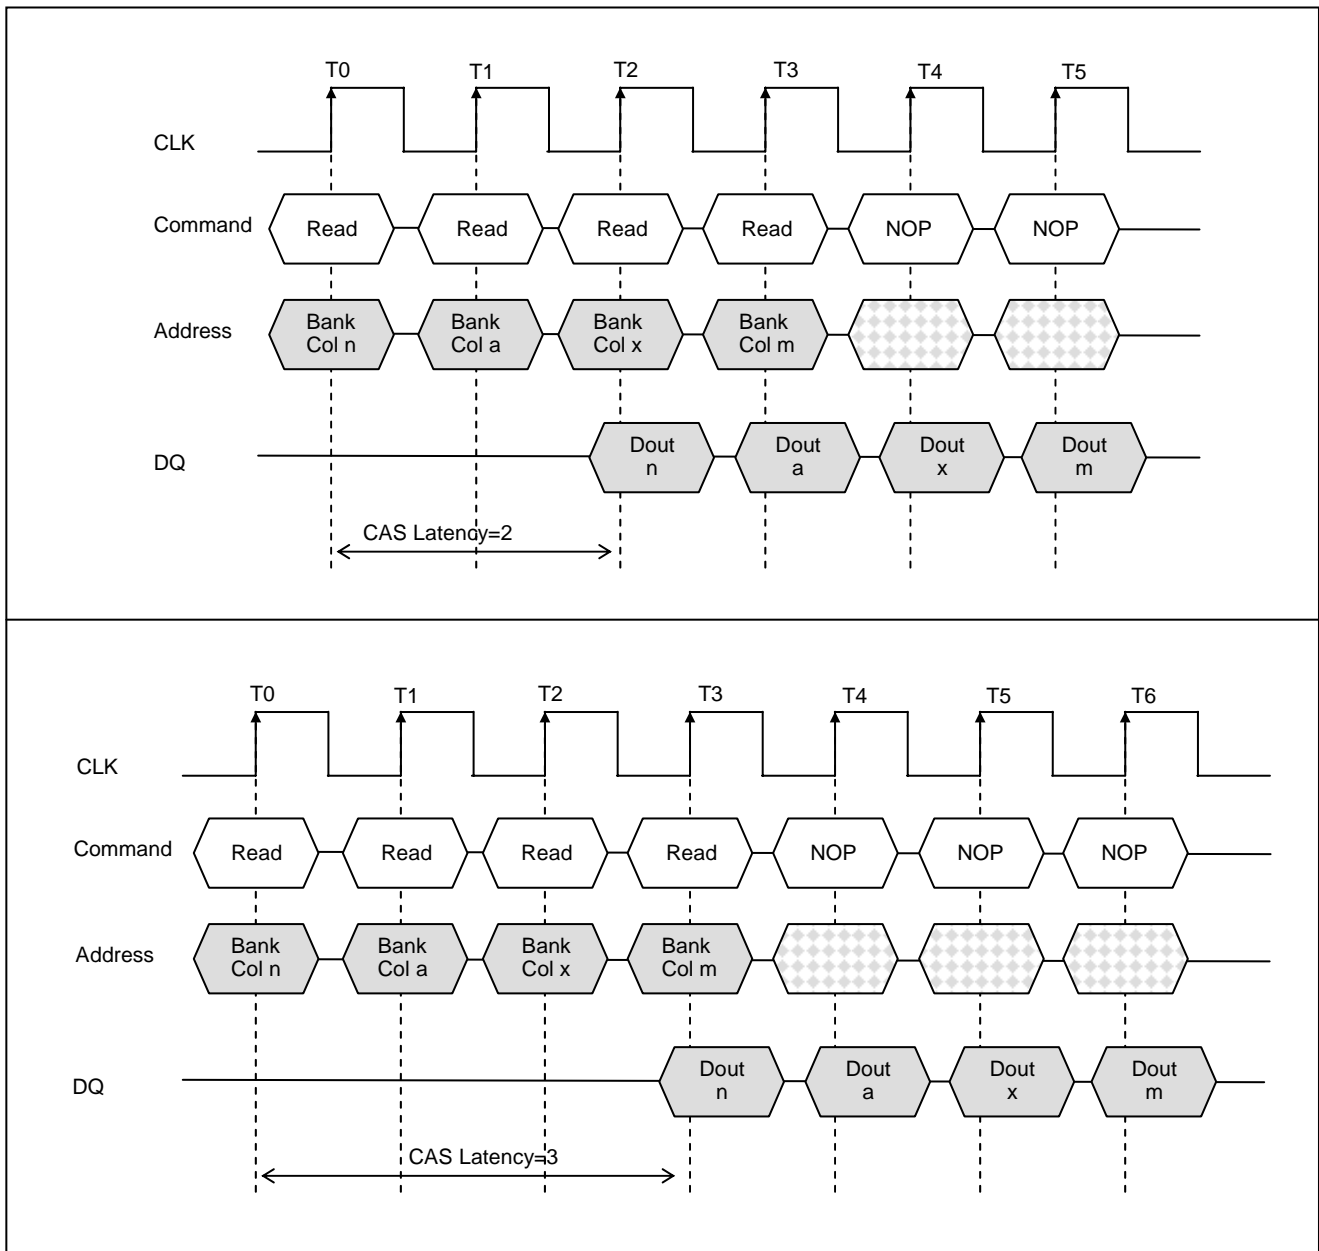 T0 T1 T2 T3 T4 T5
CLK
Command Read Read Read Read NOP NOP
Address
Bank Bank Bank Bank
Col n Col a Col x Col m
DQ
Dout Dout Dout Dout
n a x m
CAS Latency=2
T0 T1 T2 T3 T4 T5 T6
CLK
Command Read Read Read Read NOP NOP NOP
Address
Bank Bank Bank Bank
Col n Col a Col x Col m
DQ
Dout Dout Dout Dout
n a x m
CAS Latency=3